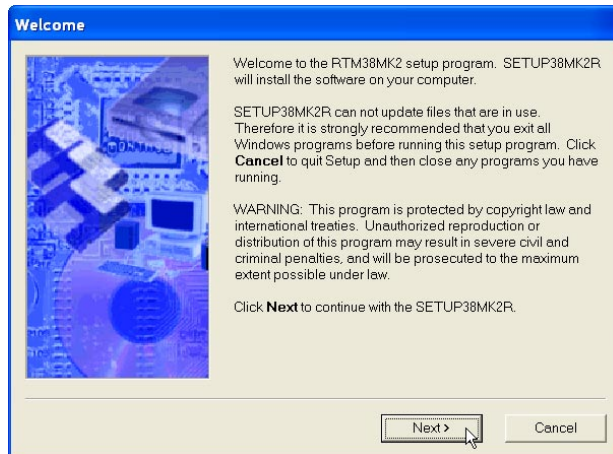 Welcome
Welcome to the RTM38MK2 setup program. SETUP38MK2R
will install the software on your computer.
SETUP38MK2R can not update files that are in use.
Therefore it is strongly recommended that you exit all
Windows programs before running this setup program. Click
Cancel to quit Setup and then close any programs you have
running.
WARNING: This program is protected by copyright law and
international treaties. Unauthorized reproduction or
distribution of this program may result in severe civil and
criminal penalties, and will be prosecuted to the maximum
extent possible under law.
Click Next to continue with the SETUP38MK2R.
Next >
Cancel